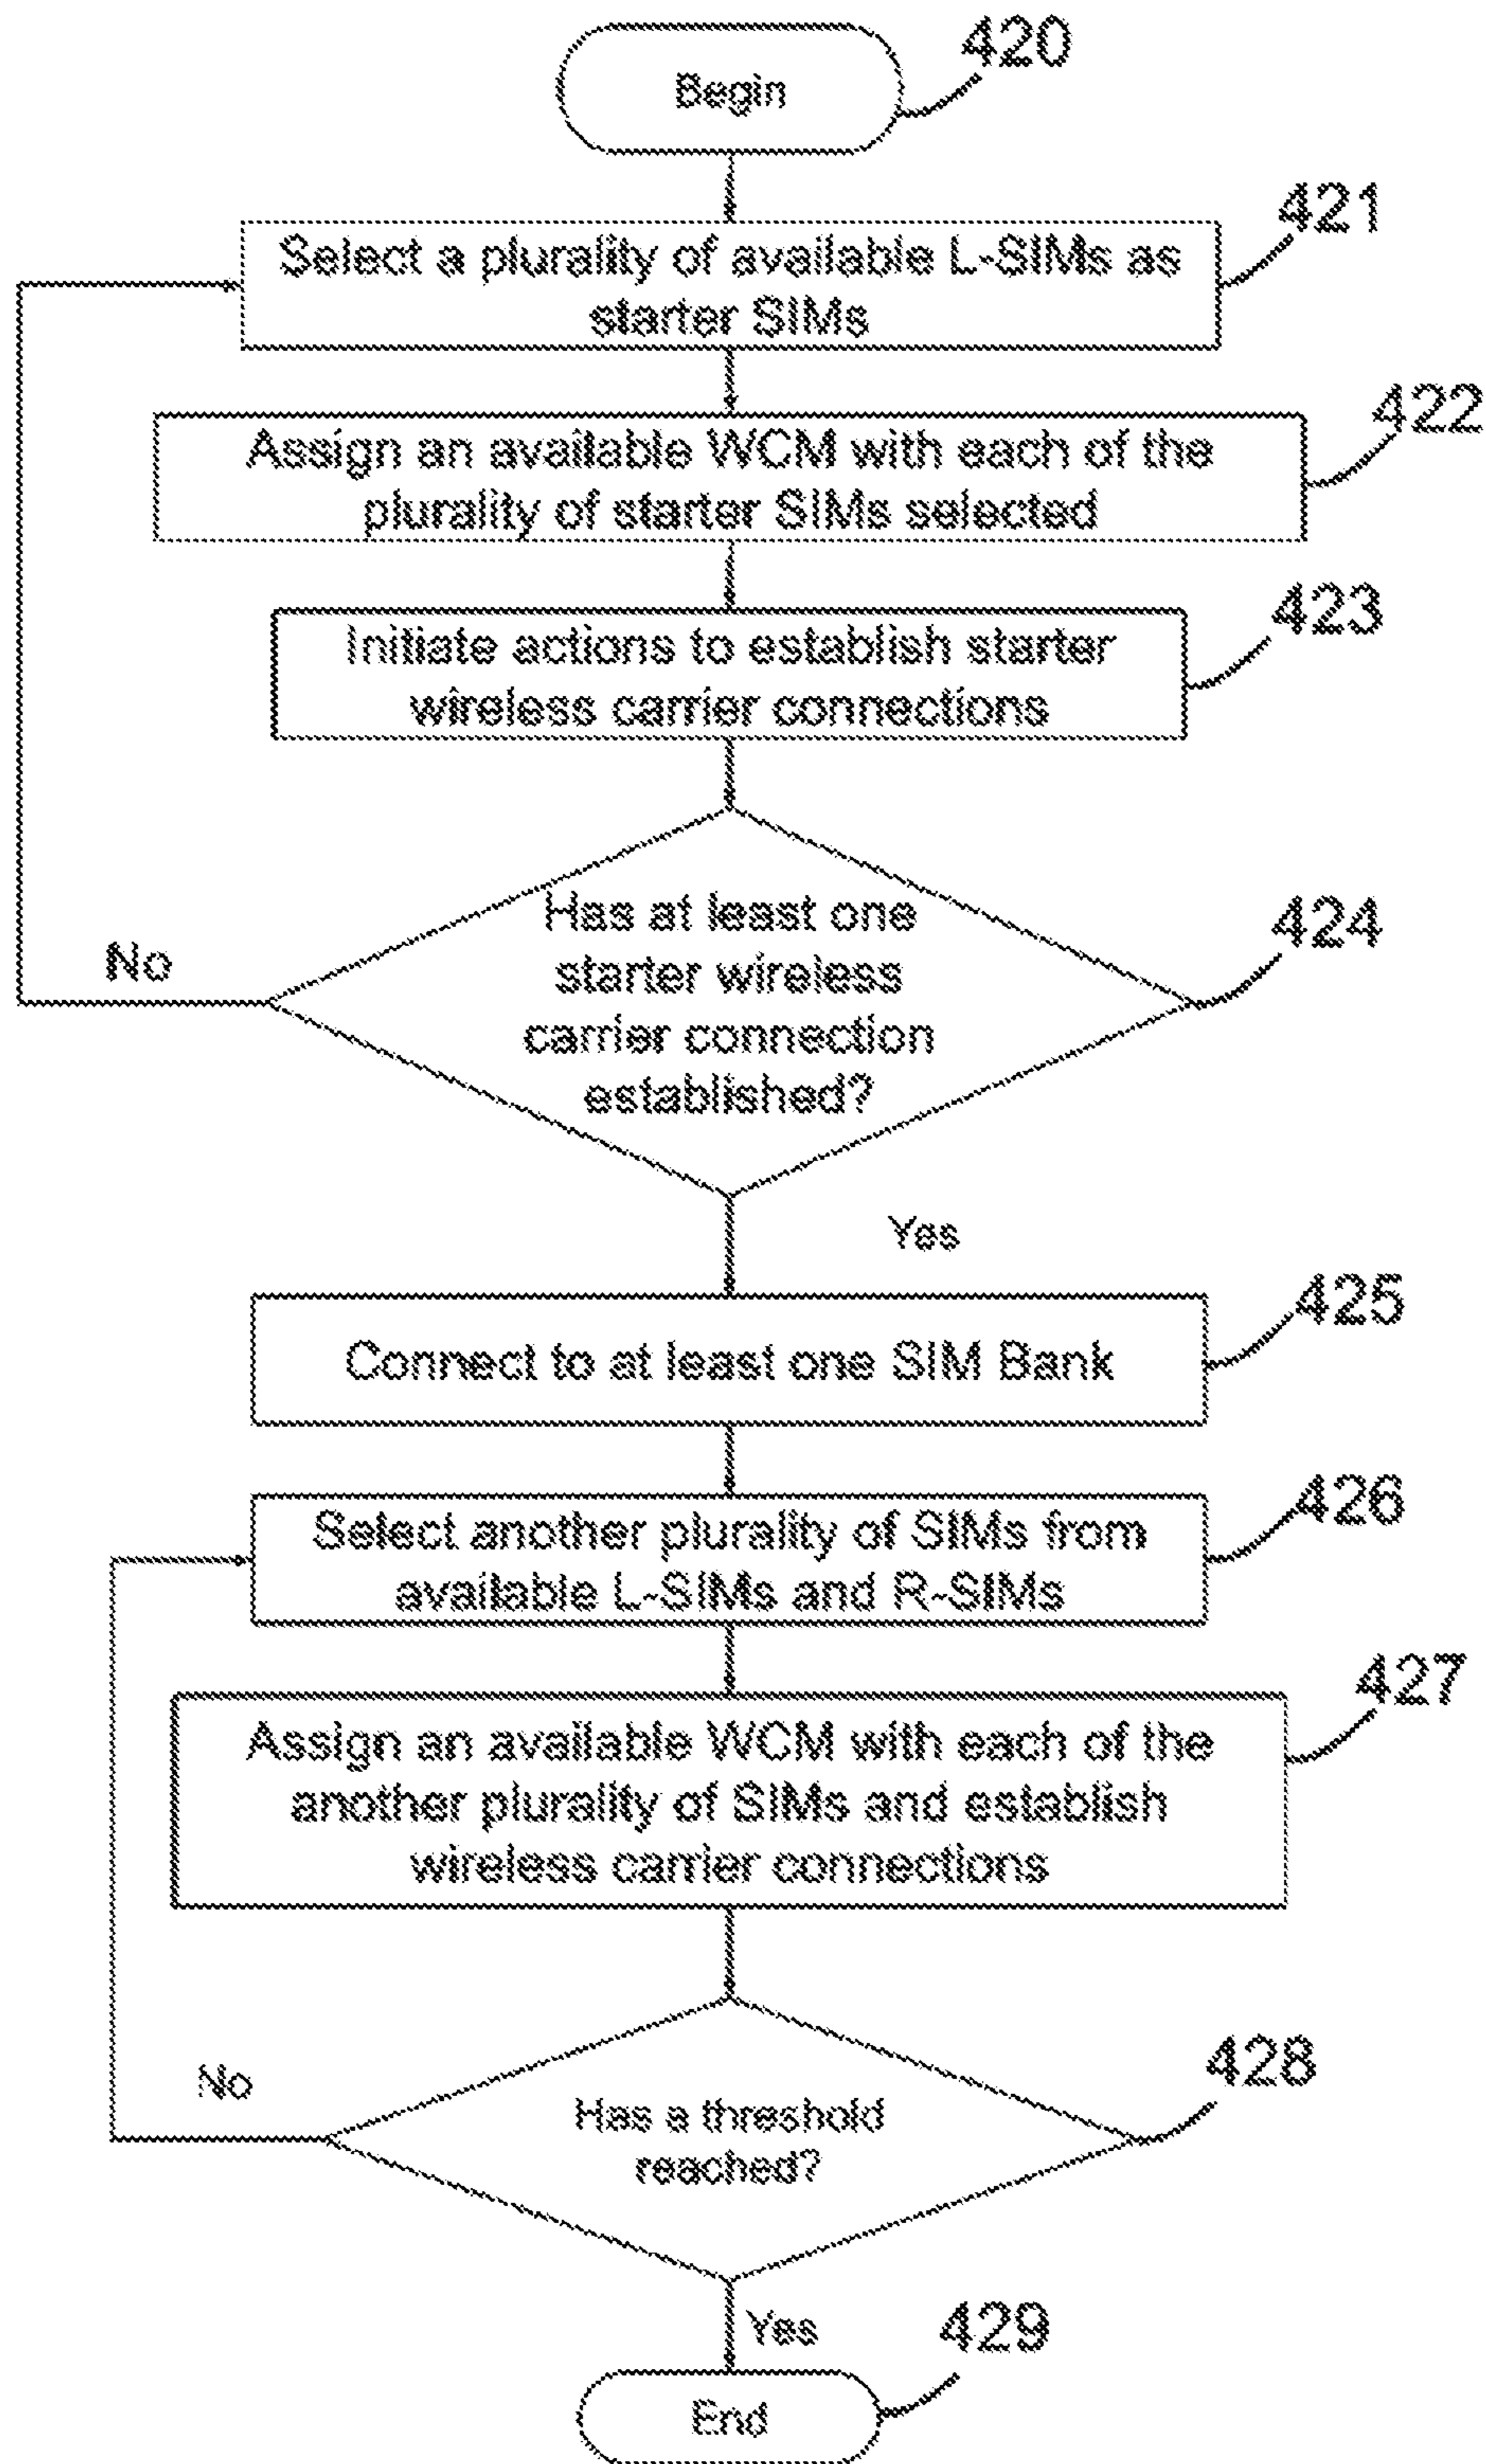 420
Begin
421
Select a plurality of available L-SIMs as
starter SIMs
422
Assign an available WCM with each of the
plurality of starter SIMs selected
423
Initiate actions to establish starter
wireless carrier connections
424
Has at least one
starter wireless
carrier connection
established?
No
Yes
425
Connect to at least one SIM Bank
426
Select another plurality of SIMs from
available L-SIMs and R-SIMs
427
Assign an available WCM with each of the
another plurality of SIMs and establish
wireless carrier connections
428
No
Has a threshold
reached?
Yes
429
End